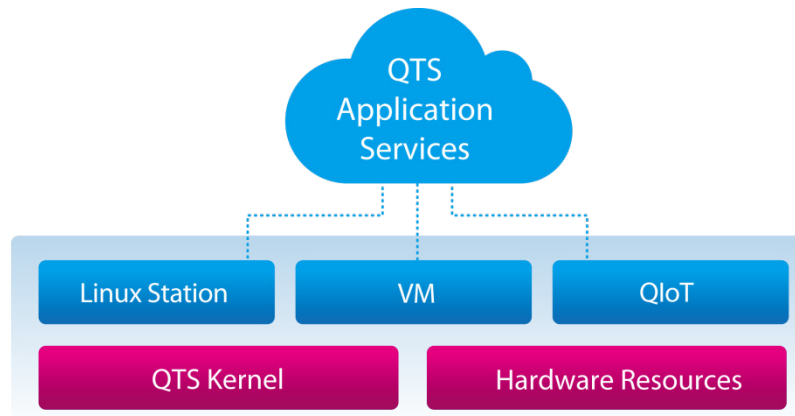 QTS
Application
Services
Linux Station
VM
QIoT
QTS Kernel
Hardware Resources